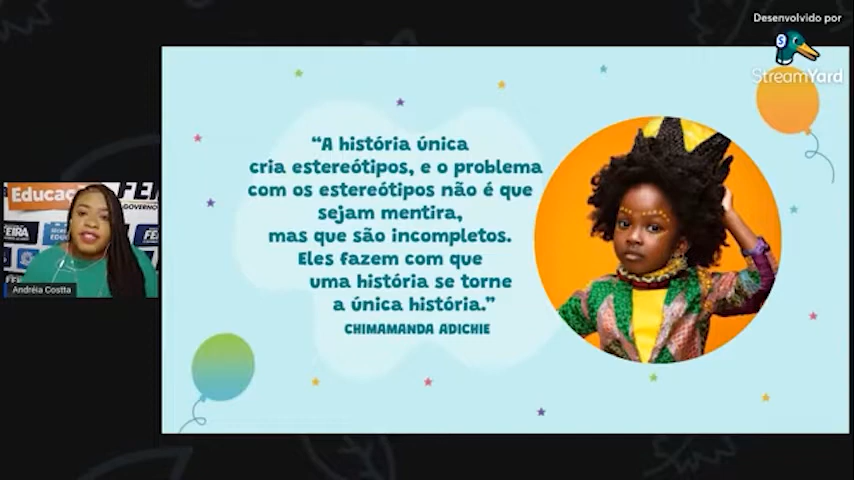 Desenvolvido por
StreamYard
“A história única
cria estereótipos, e o problema
com os estereótipos não é que
sejam mentira,
mas que são incompletos.
Eles fazem com que
uma história se torne
a única história.”
CHIMAMANDA ADICHIE
Educação
GOVERNO
FEIRA
Andréia Costta